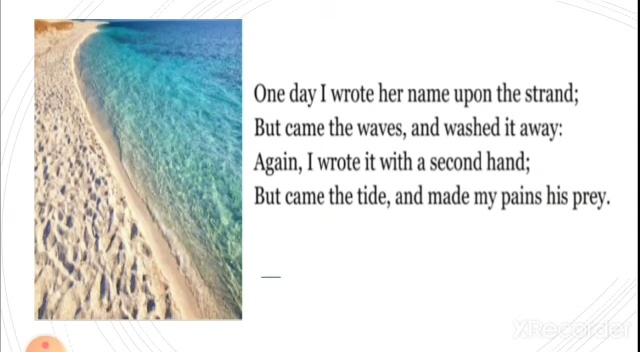 One day I wrote her name upon the strand;
But came the waves, and washed it away:
Again, I wrote it with a second hand;
But came the tide, and made my pains his prey.
XRecorder